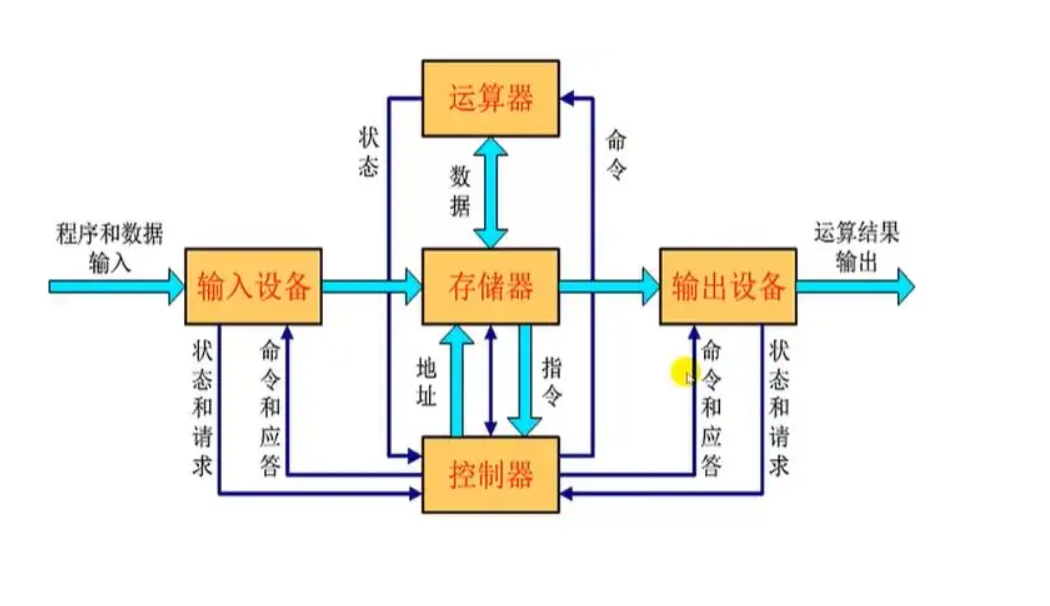 运算器
状态
命令
数据
程序和数据
输入
运算结果
输出
输入设备
存储器
输出设备
状态和请求
命令和应答
地址
指令
命令和应答
状态和请求
控制器